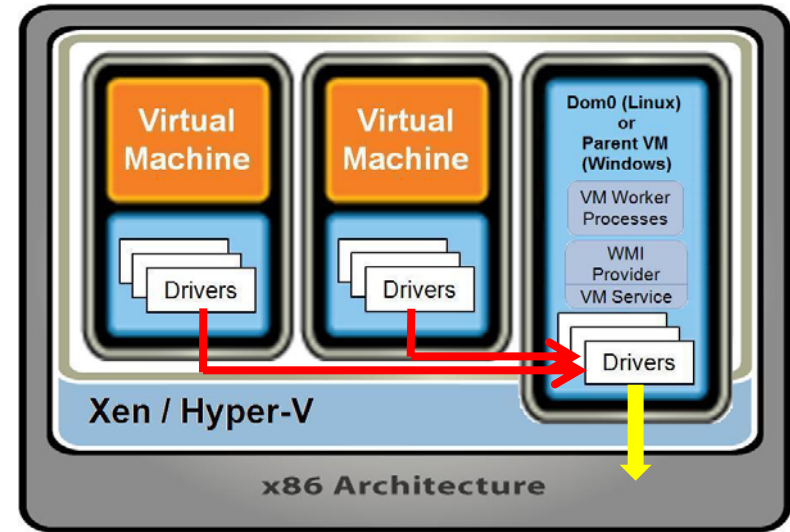 Virtual
Machine
Drivers
Virtual
Machine
Drivers
Dom0 (Linux)
or
Parent VM
(Windows)
VM Worker
Processes
WMI
Provider
VM Service
Drivers
Xen / Hyper-V
x86 Architecture